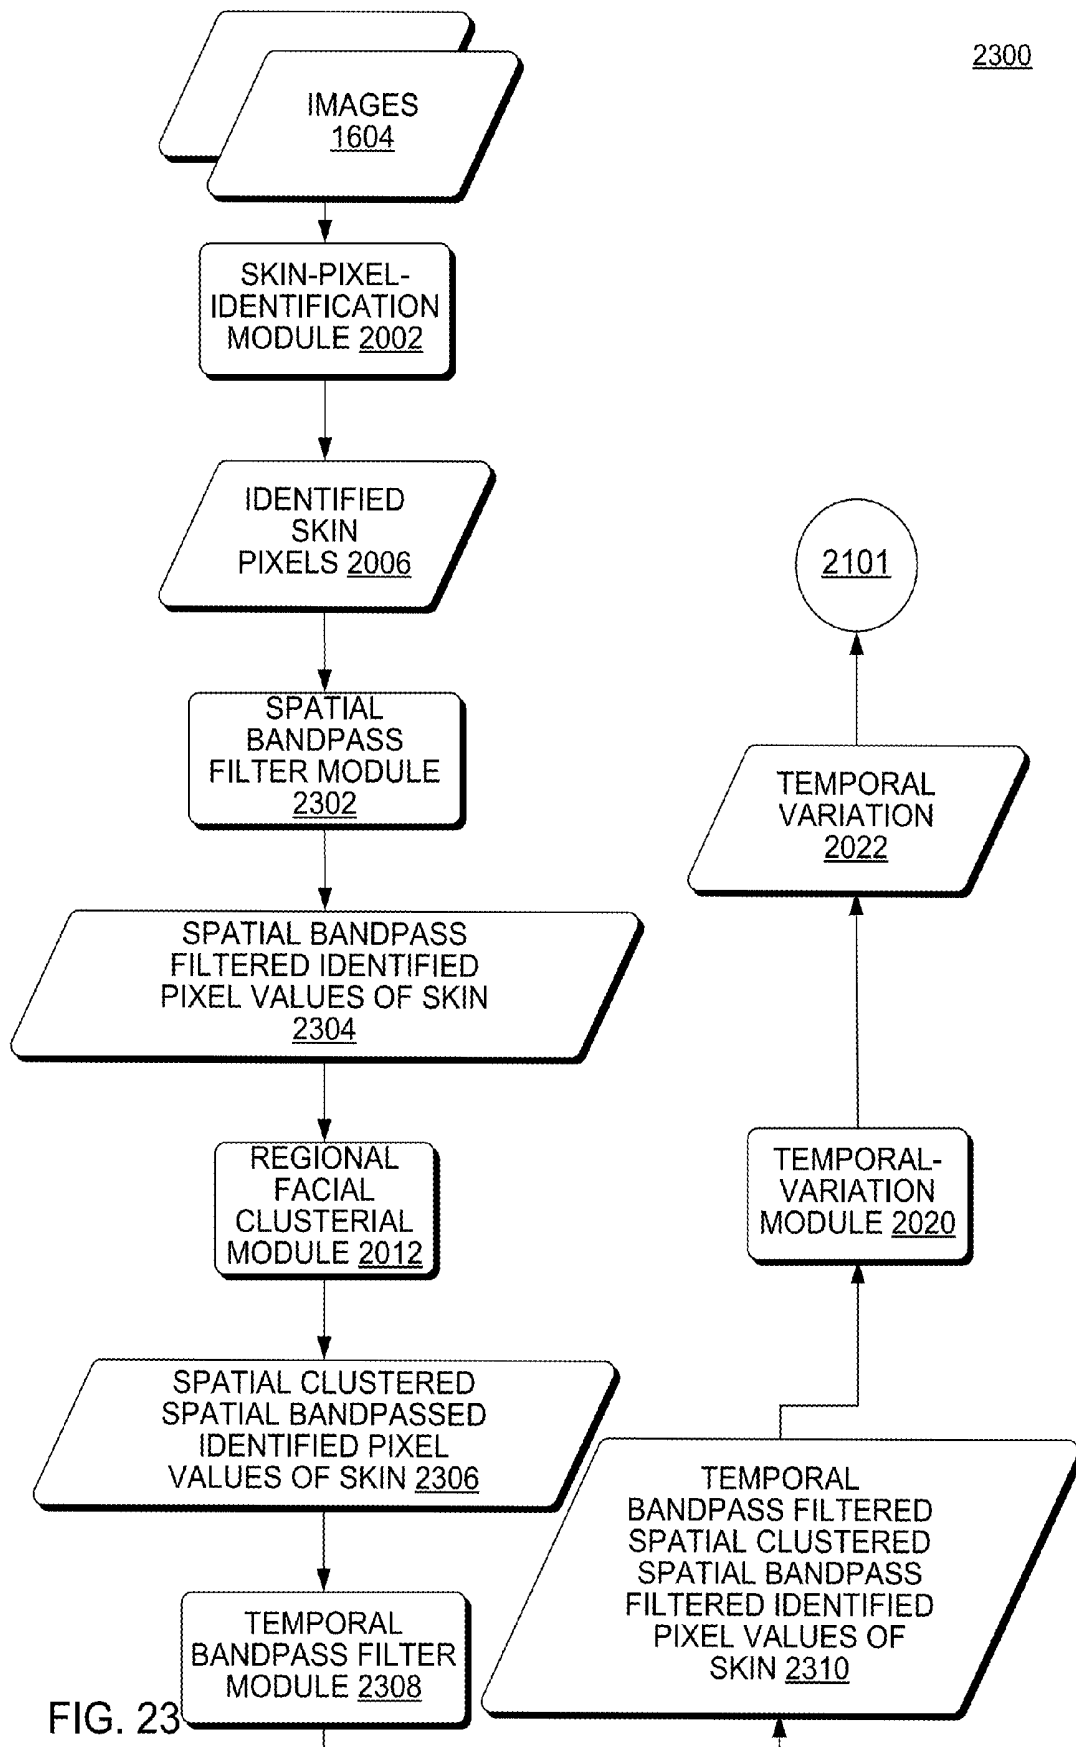 2300
IMAGES
1604
SKIN-PIXEL-
IDENTIFICATION
MODULE 2002
IDENTIFIED
SKIN
PIXELS 2006
SPATIAL
BANDPASS
FILTER MODULE
2302
SPATIAL BANDPASS
FILTERED IDENTIFIED
PIXEL VALUES OF SKIN
2304
REGIONAL
FACIAL
CLUSTERIAL
MODULE 2012
SPATIAL CLUSTERED
SPATIAL BANDPASSED
IDENTIFIED PIXEL
VALUES OF SKIN 2306
TEMPORAL
BANDPASS FILTER
MODULE 2308
TEMPORAL
BANDPASS FILTERED
SPATIAL CLUSTERED
SPATIAL BANDPASS
FILTERED IDENTIFIED
PIXEL VALUES OF
SKIN 2310
TEMPORAL-
VARIATION
MODULE 2020
TEMPORAL
VARIATION
2022
2101
FIG. 23